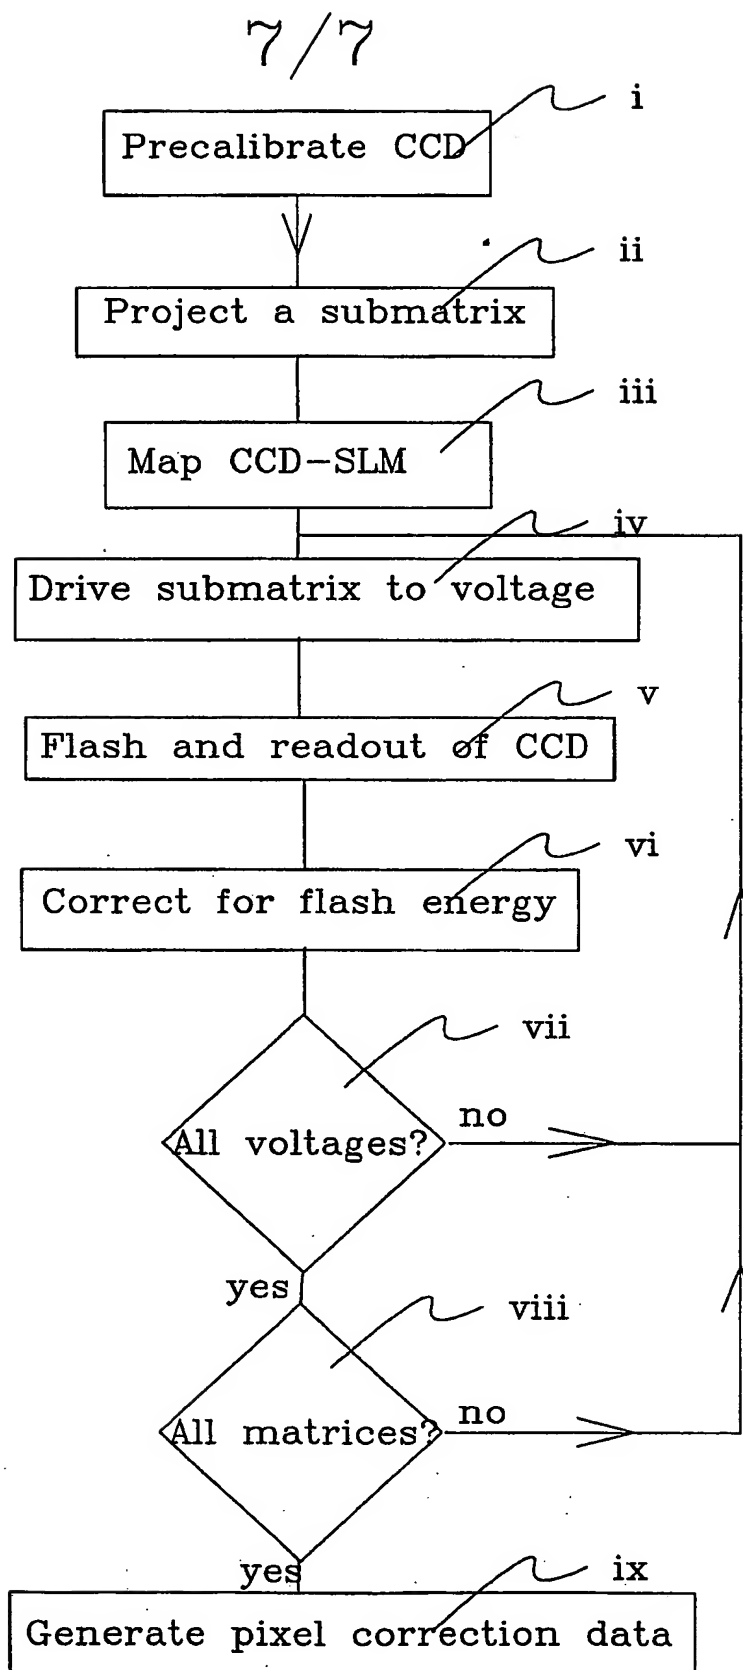 7/7
i
Precalibrate CCD
ii
Project a submatrix
iii
Map CCD-SLM
iv
Drive submatrix to voltage
v
Flash and readout of CCD
vi
Correct for flash energy
vii
no
All voltages?
yes
viii
no
All matrices?
yes
ix
Generate pixel correction data